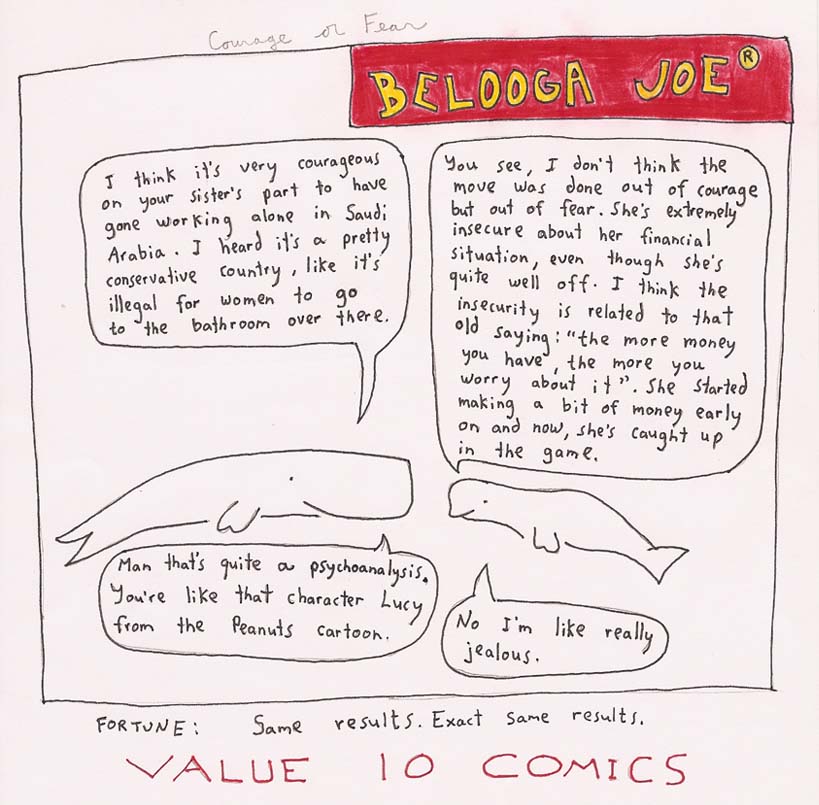 Courage or Fear
BELOOGA JOE®
I think it's very courageous
on your sister's part to have
gone working alone in Saudi
Arabia. I heard it's a pretty
conservative country, like it's
illegal for women to go
to the bathroom over there.
You see, I don't think the
move was done out of courage
but out of fear. She's extremely
insecure about her financial
situation, even though she's
quite well off. I think the
insecurity is related to that
old saying: "the more money
you have, the more you
worry about it". She started
making a bit of money early
on and now, she's caught up
in the game.
Man that's quite a psychoanalysis.
You're like that character Lucy
from the Peanuts cartoon.
No I'm like really
jealous.
FORTUNE: Same results. Exact same results.
VALUE 10 COMICS